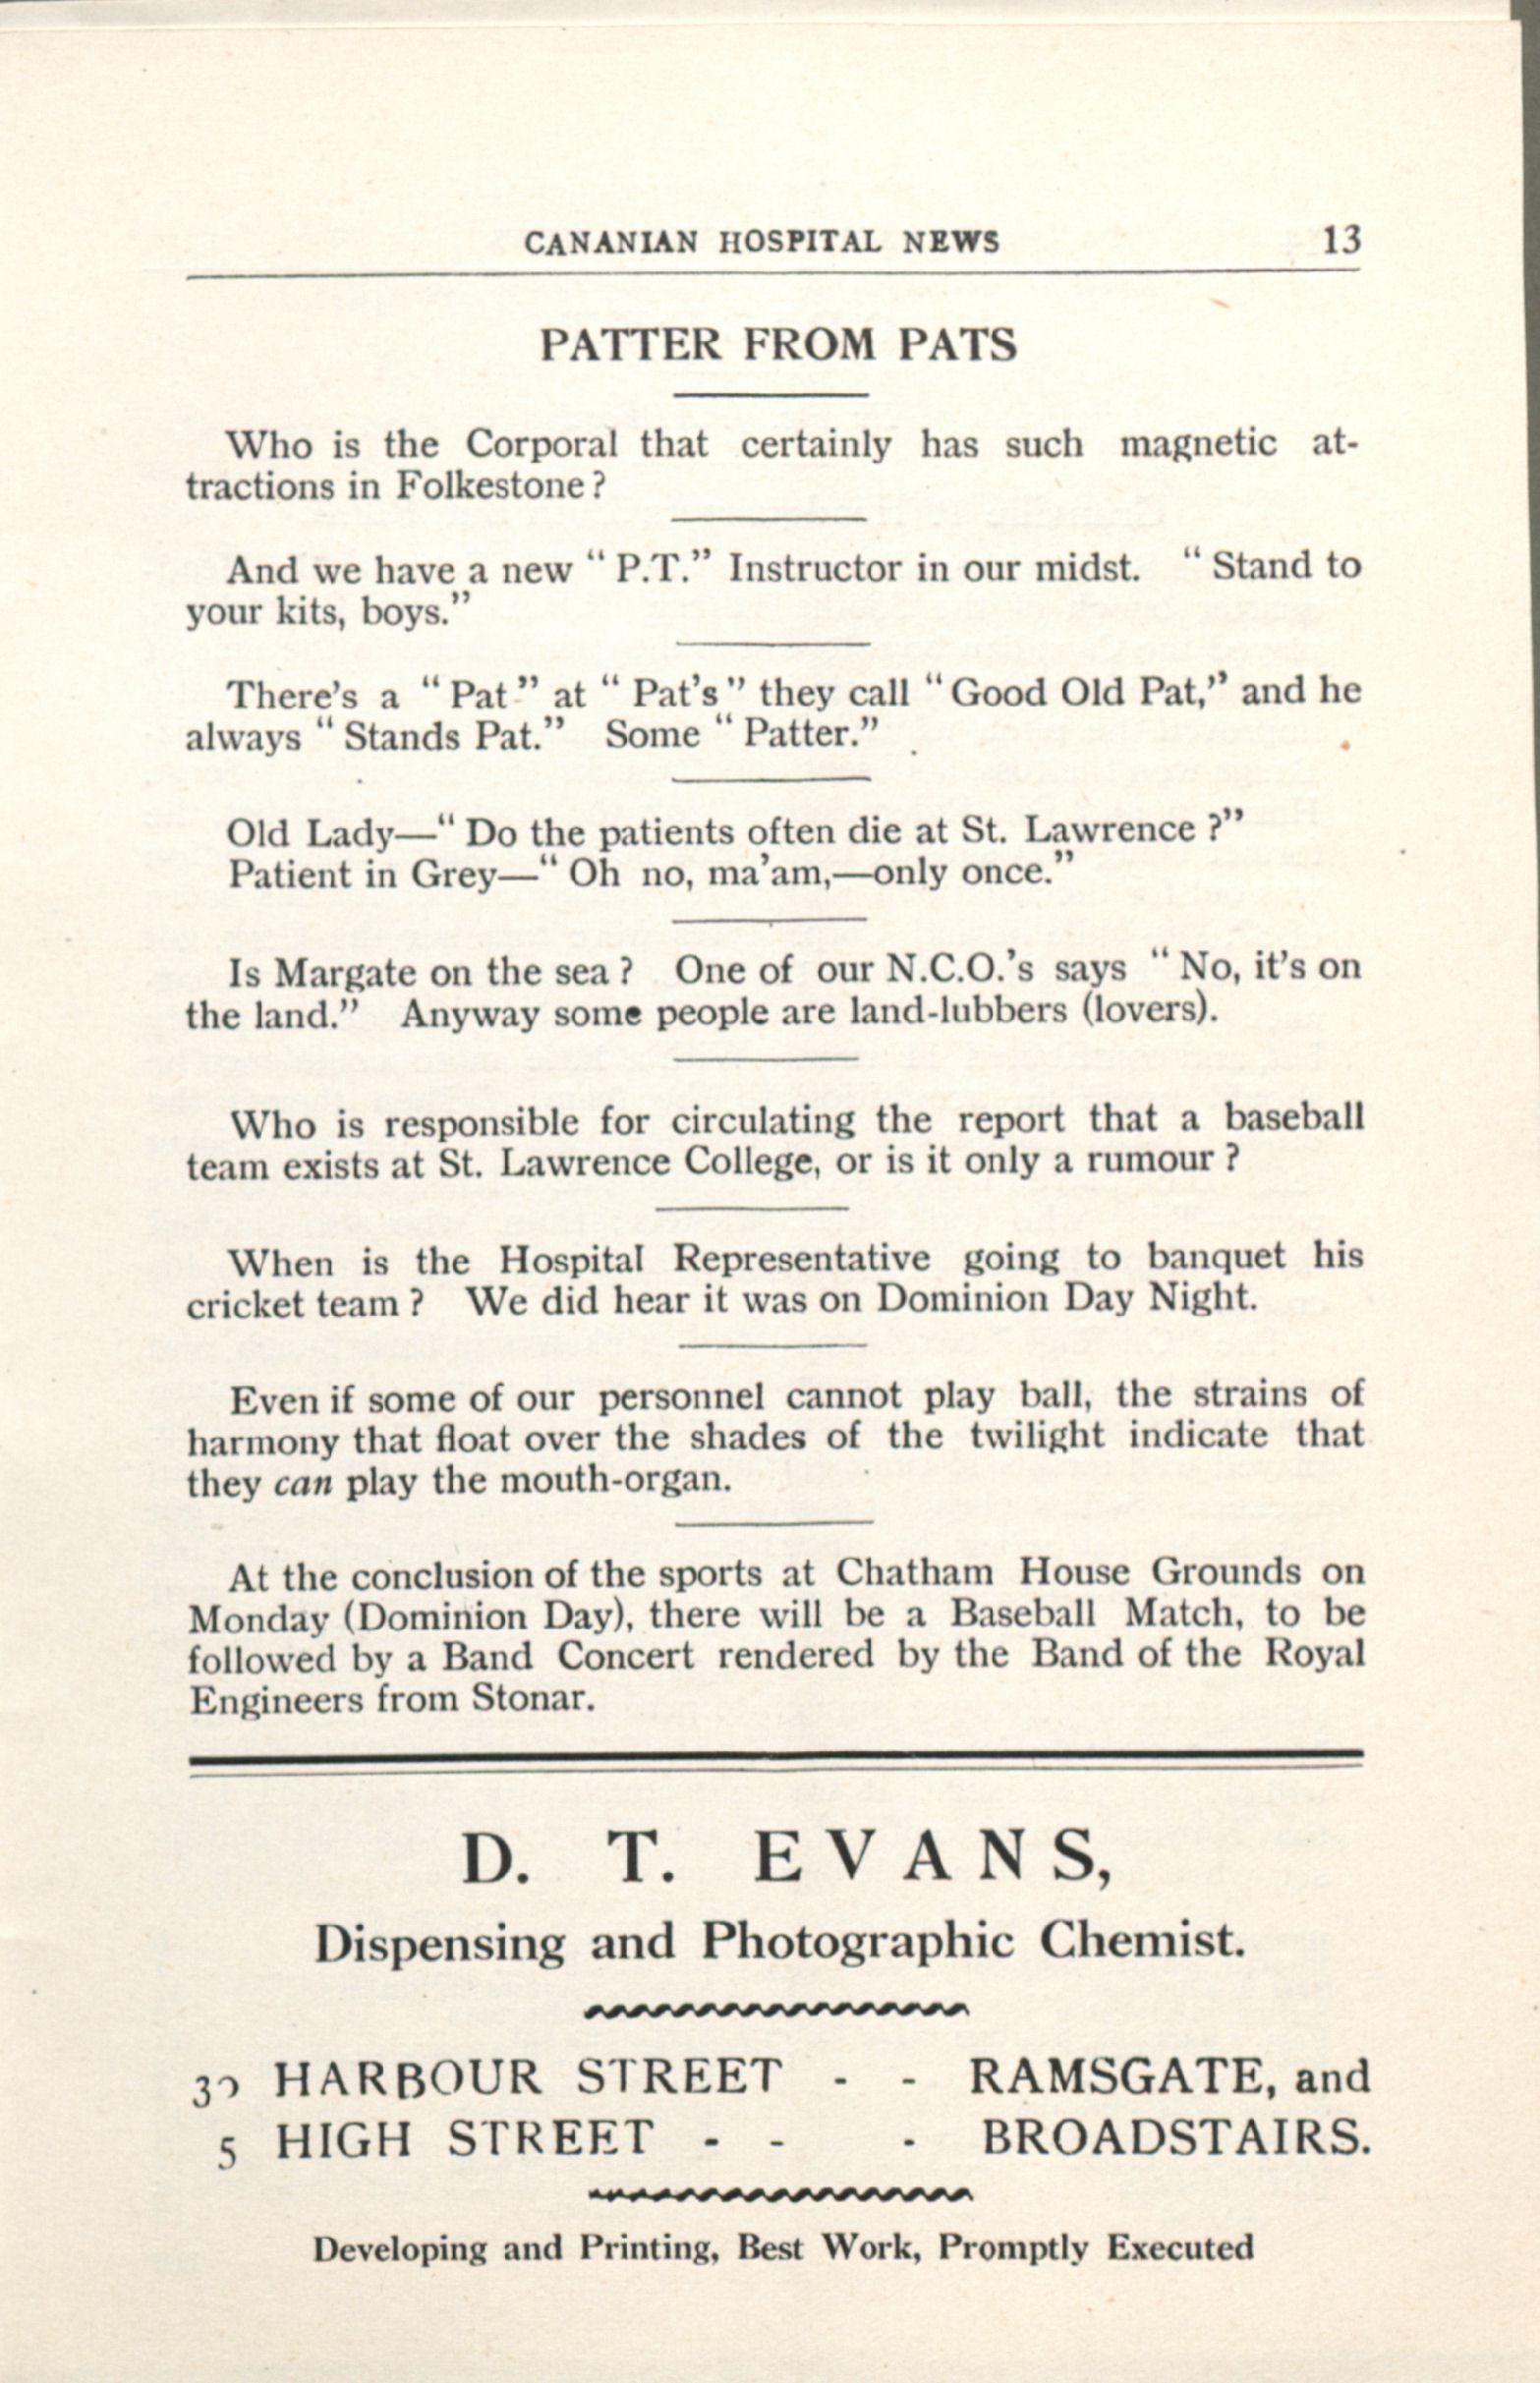 CANANIAN HOSPITAL NEWS 13
PATTER FROM PATS
Who is the Corporal that certainly has such magnetic at-
tractions in Folkestone?
And we have a new "P.T." Instructor in our midst. "Stand to
your kits, boys."
There's a "Pat" at "Pat's" they call "Good Old Pat," and he
always "Stands Pat." Some "Patter."
Old Lady—"Do the patients often die at St. Lawrence?"
Patient in Grey—"Oh no, ma'am,—only once."
Is Margate on the sea? One of our N.C.O.'s says "No, it's on
the land." Anyway some people are land-lubbers (lovers).
Who is responsible for circulating the report that a baseball
team exists at St. Lawrence College, or is it only a rumour?
When is the Hospital Representative going to banquet his
cricket team? We did hear it was on Dominion Day Night.
Even if some of our personnel cannot play ball, the strains of
harmony that float over the shades of the twilight indicate that
they can play the mouth-organ.
At the conclusion of the sports at Chatham House Grounds on
Monday (Dominion Day), there will be a Baseball Match, to be
followed by a Band Concert rendered by the Band of the Royal
Engineers from Stonar.
D. T. EVANS,
Dispensing and Photographic Chemist.
HARBOUR STREET - - RAMSGATE, and
5 HIGH STREET - - - BROADSTAIRS.
Developing and Printing, Best Work, Promptly Executed